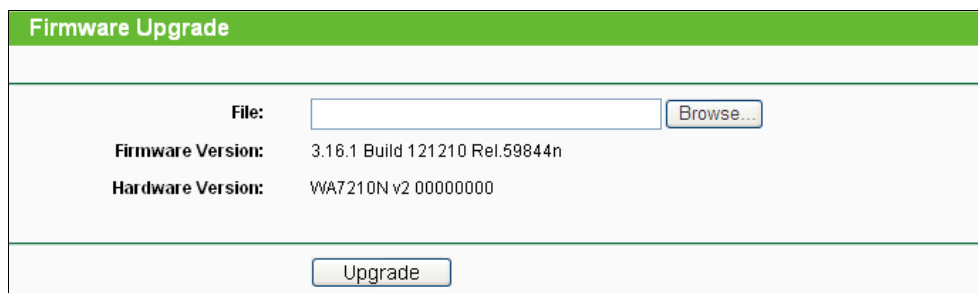 Firmware Upgrade
File: Browse...
Firmware Version: 3.16.1 Build 121210 Rel.59844n
Hardware Version: WA7210N v2 00000000
Upgrade